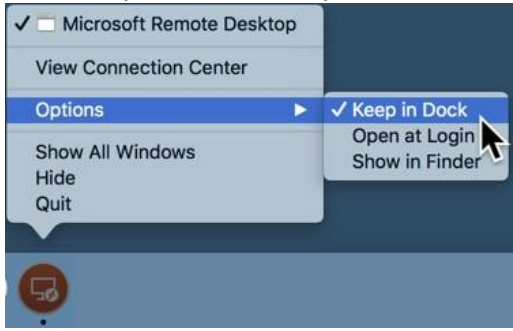 ✓ Microsoft Remote Desktop
View Connection Center
Options
✓ Keep in Dock
Open at Login
Show in Finder
Show All Windows
Hide
Quit